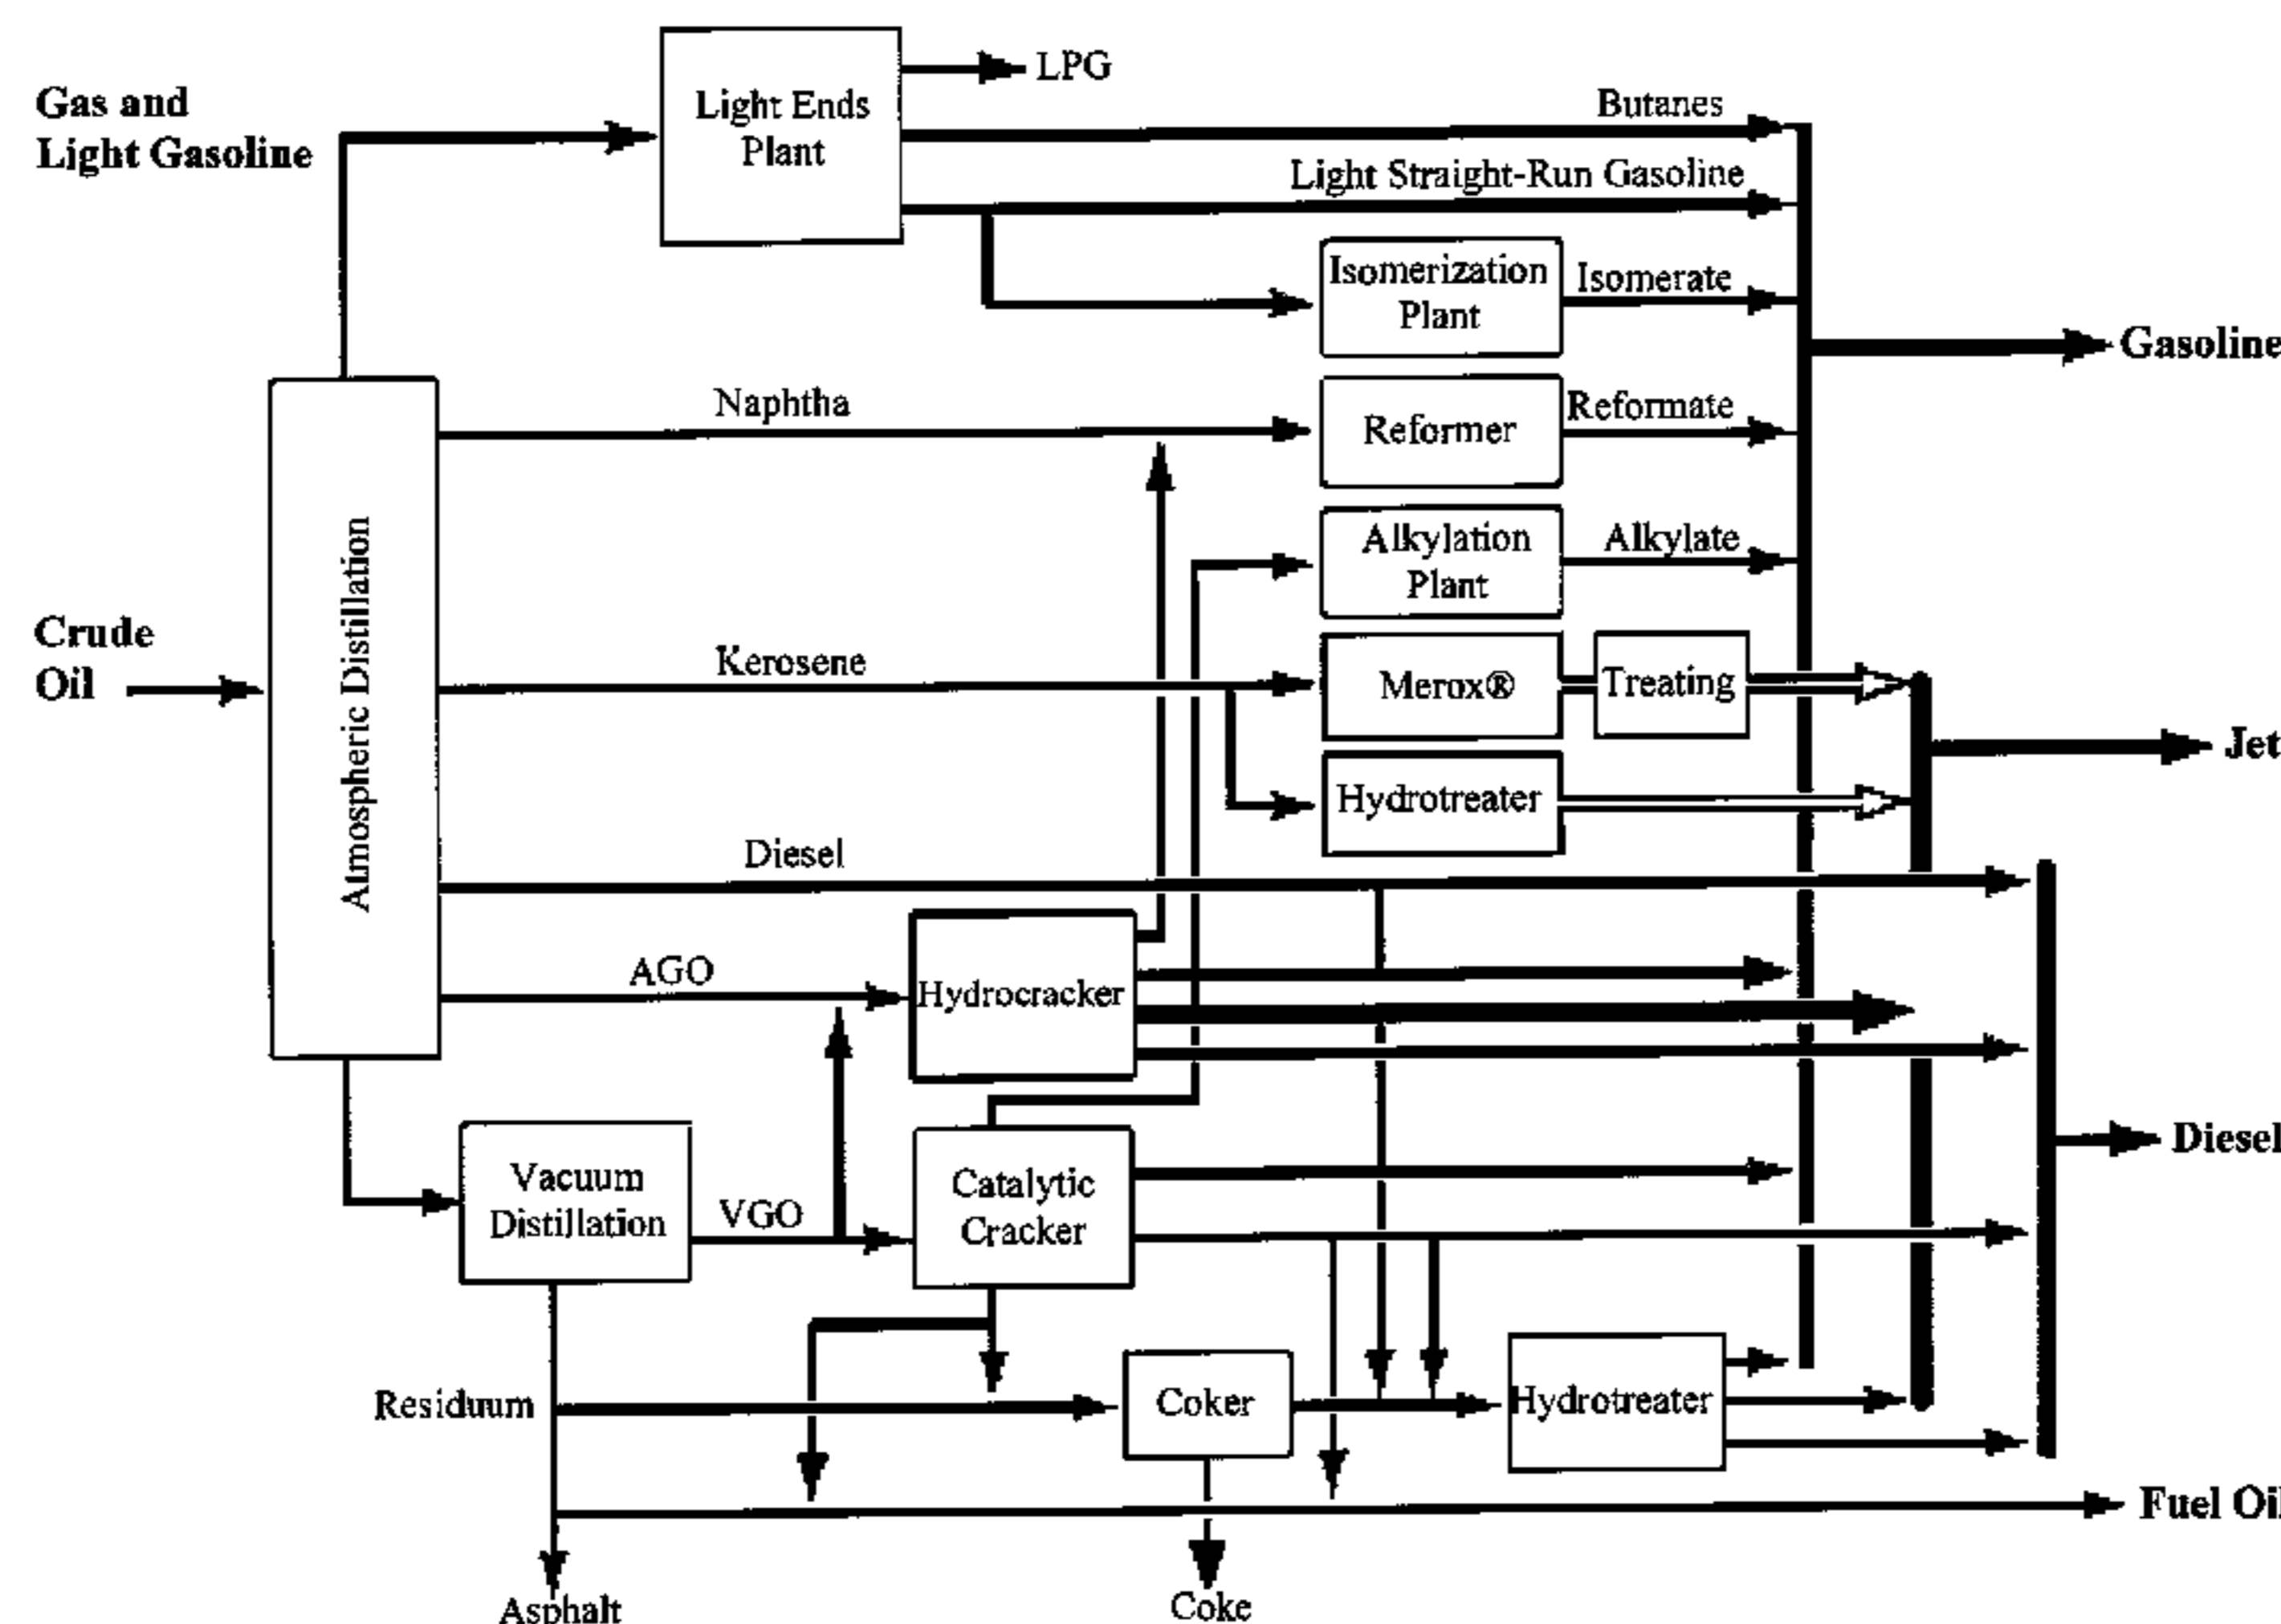 Gas and
Light Gasoline
Light Ends
Plant
LPG
Butanes
Light Straight-Run Gasoline
Isomerization
Plant
Isomerate
Gasoline
Naphtha
Reformer
Reformate
Alkylation
Plant
Alkylate
Crude
Oil
Atmospheric Distillation
Kerosene
Merox®
Treating
Jet
Hydrotreater
Diesel
AGO
Hydrocracker
Vacuum
Distillation
VGO
Catalytic
Cracker
Diesel
Residuum
Coker
Hydrotreater
Fuel Oil
Asphalt
Coke